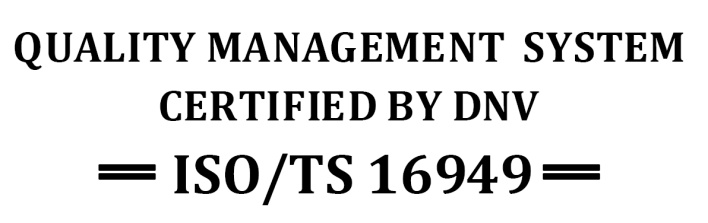 QUALITY MANAGEMENT SYSTEM
CERTIFIED BY DNV
ISO/TS 16949